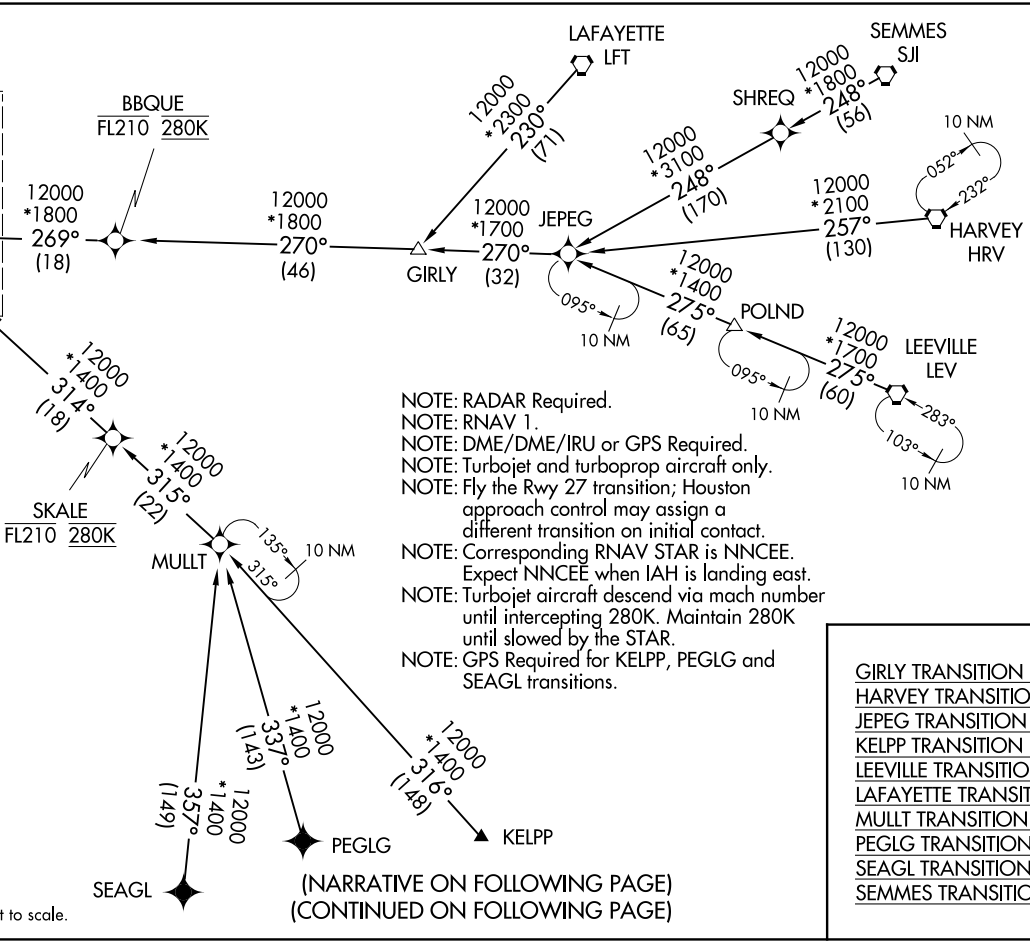 LAFAYETTE
LFT
SEMMES
SJI
12000
*1800
248°
(56)
SHREQ
BBQUE
FL210 280K
12000
*2300
230°
(71)
10 NM
052°
232°
HARVEY
HRV
12000
*3100
248°
(170)
12000
*2100
257°
(130)
12000
*1800
269°
(18)
12000
*1800
270°
(46)
GIRLY
12000
*1700
270°
(32)
JEPEG
095°
10 NM
12000
*1400
275°
(65)
POLND
095°
10 NM
12000
*1700
275°
(60)
LEEVILLE
LEV
283°
103°
10 NM
12000
*1400
314°
(18)
SKALE
FL210 280K
12000
*1400
315°
(22)
MULLT
135°
315°
10 NM
NOTE: RADAR Required.
NOTE: RNAV 1.
NOTE: DME/DME/IRU or GPS Required.
NOTE: Turbojet and turboprop aircraft only.
NOTE: Fly the Rwy 27 transition; Houston
approach control may assign a
different transition on initial contact.
NOTE: Corresponding RNAV STAR is NNCEE.
Expect NNCEE when IAH is landing east.
NOTE: Turbojet aircraft descend via mach number
until intercepting 280K. Maintain 280K
until slowed by the STAR.
NOTE: GPS Required for KELPP, PEGLG and
SEAGL transitions.
12000
*1400
357°
(149)
12000
*1400
337°
(143)
12000
*1400
316°
(148)
SEAGL
PEGLG
KELPP
(NARRATIVE ON FOLLOWING PAGE)
(CONTINUED ON FOLLOWING PAGE)
t to scale.
GIRLY TRANSITION
HARVEY TRANSITIO
JEPEG TRANSITION
KELPP TRANSITION
LEEVILLE TRANSITIO
LAFAYETTE TRANSIT
MULLT TRANSITION
PEGLG TRANSITION
SEAGL TRANSITION
SEMMES TRANSITIO